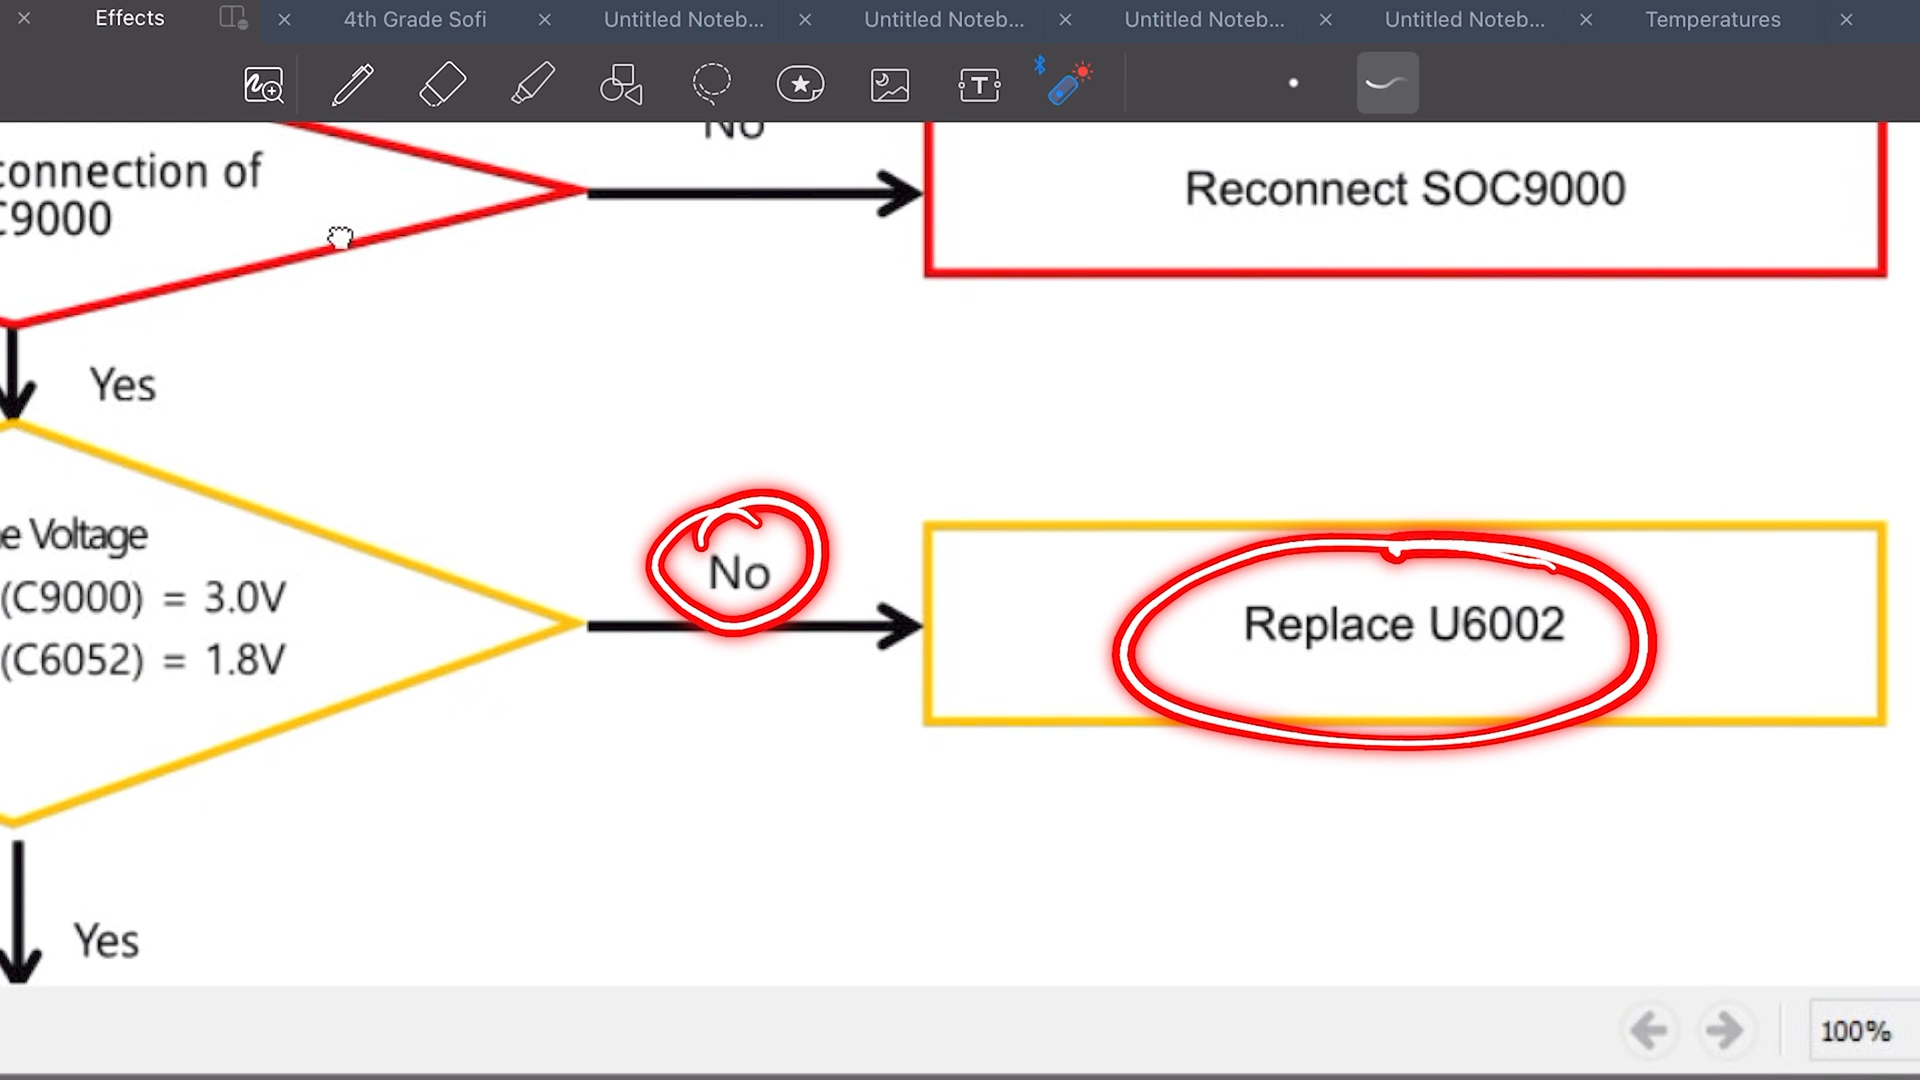 Effects
4th Grade Sofi
Untitled Noteb...
Untitled Noteb...
Untitled Noteb...
Untitled Noteb...
Temperatures
T
No
connection of
C9000
Reconnect SOC9000
Yes
e Voltage
(C9000) = 3.0V
(C6052) = 1.8V
No
Replace U6002
Yes
100%